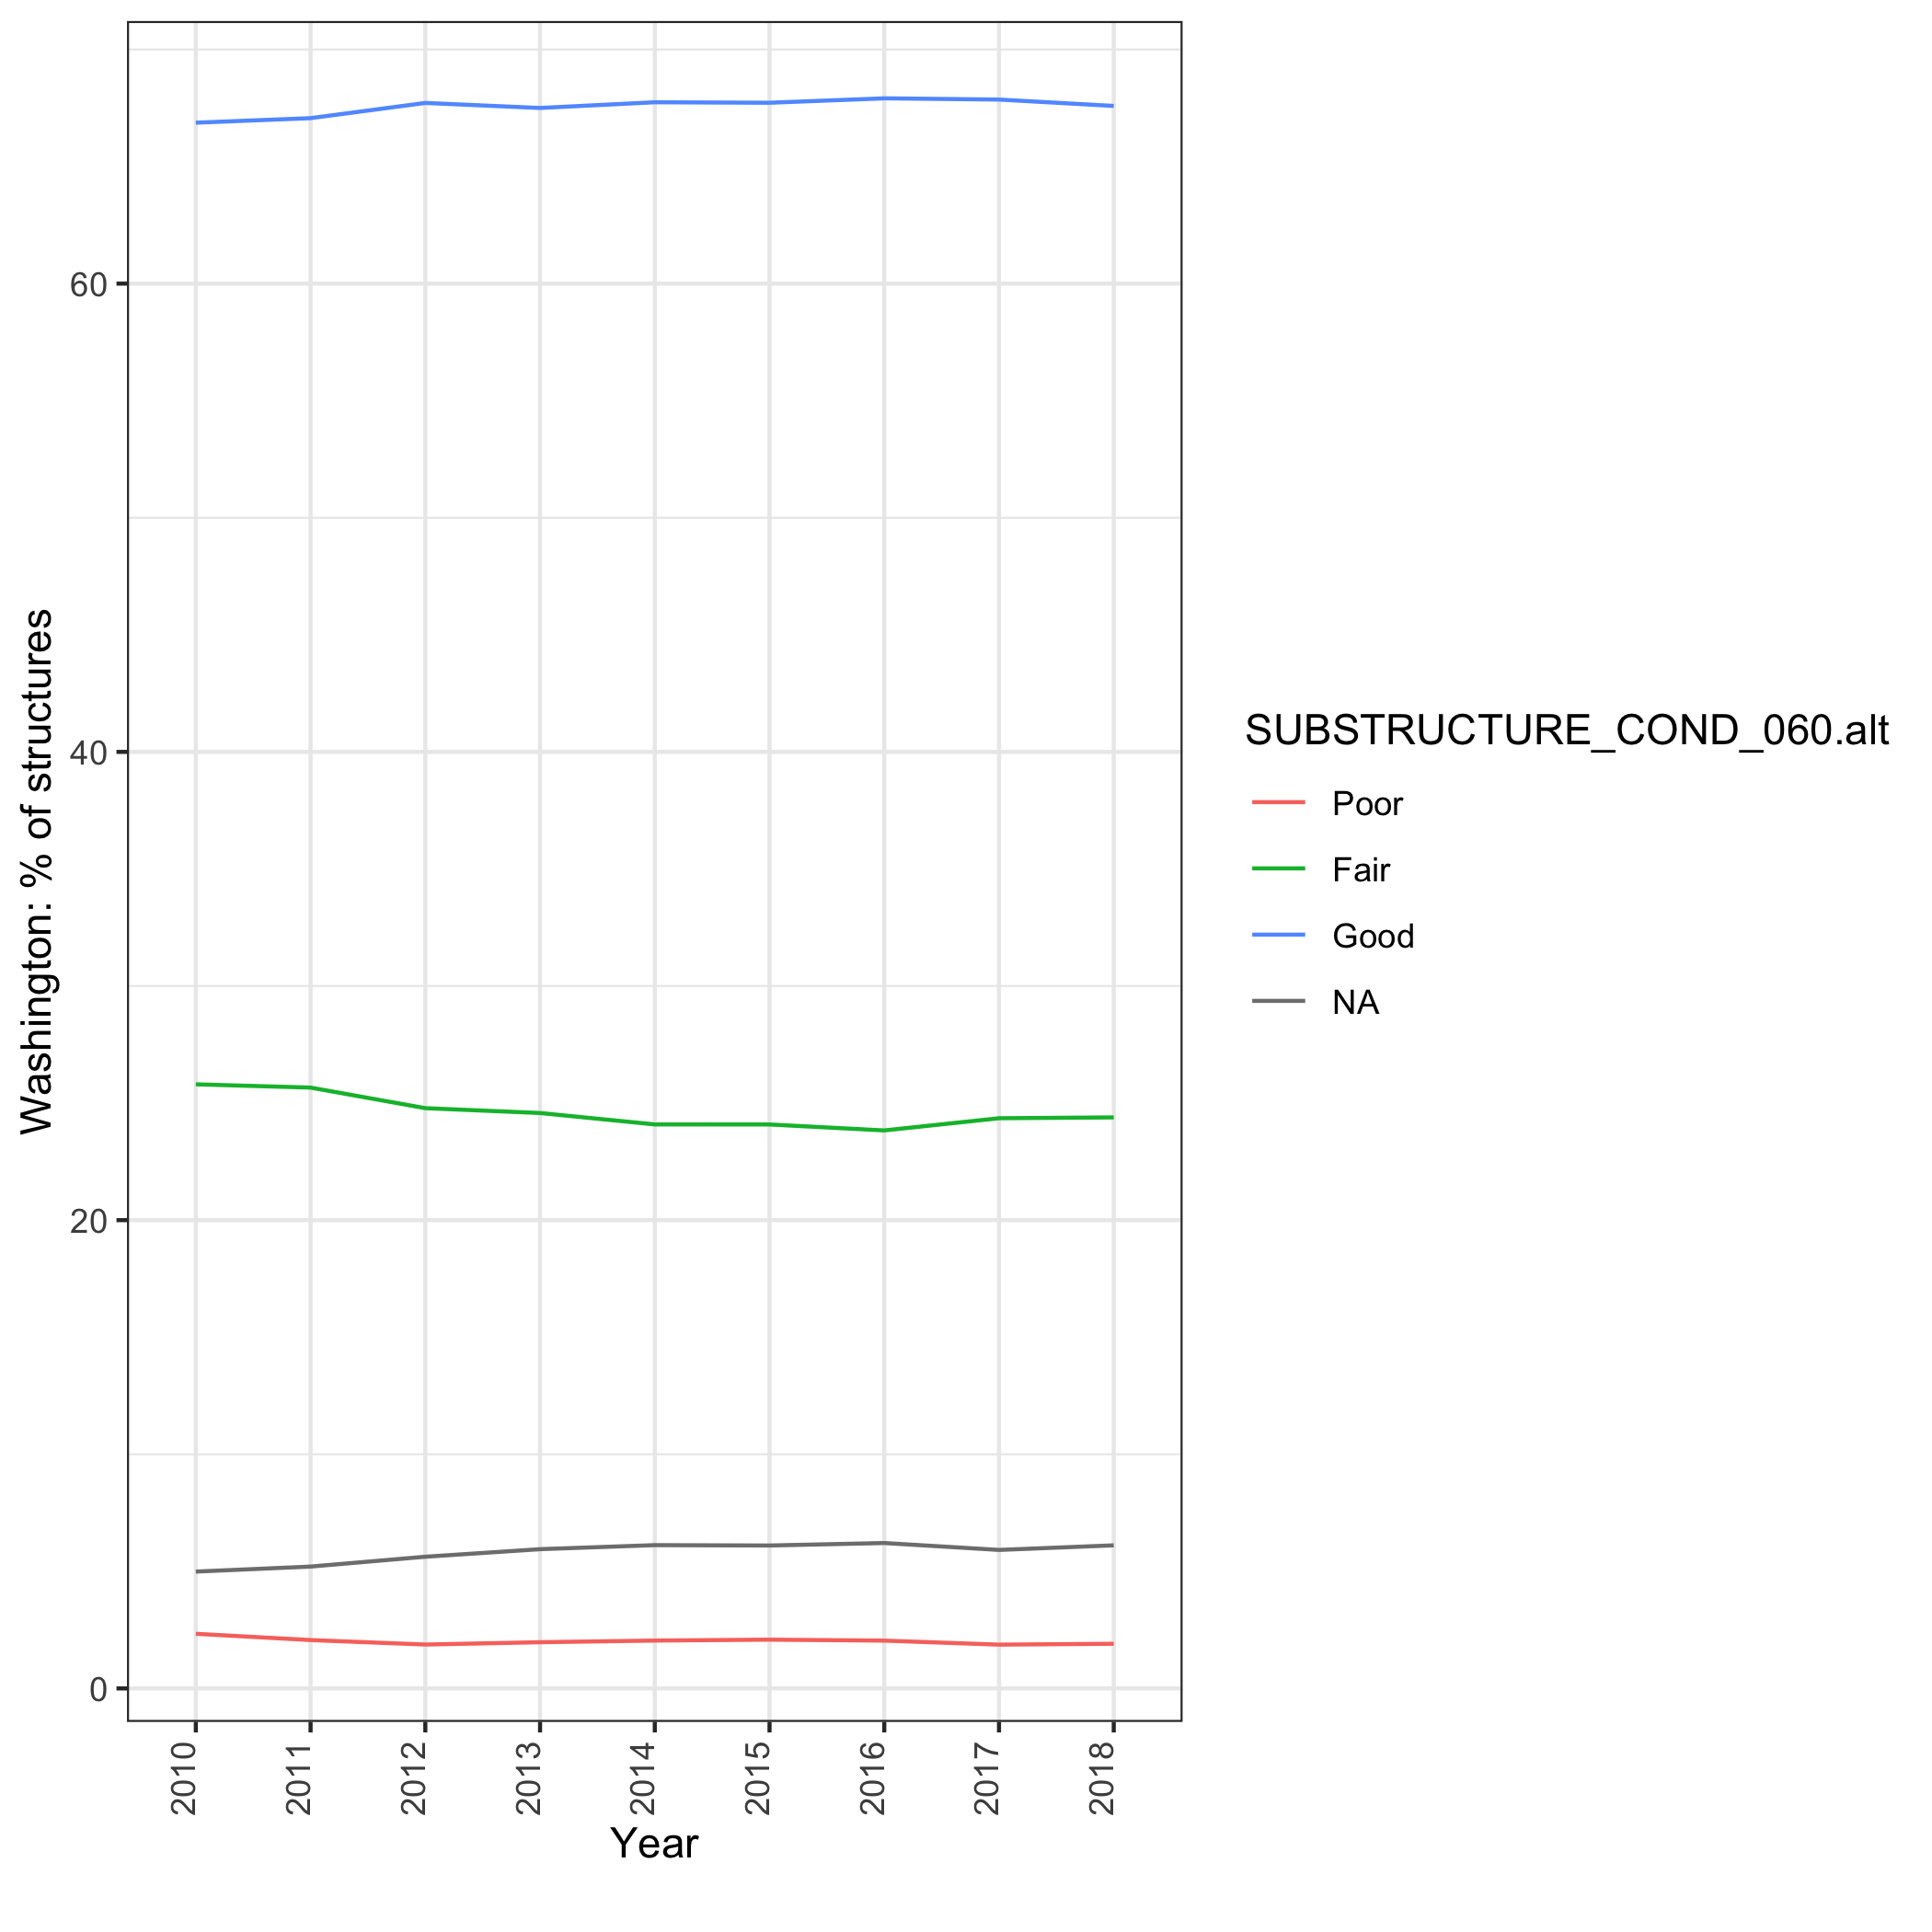 Washington: % of structures
60
40
20
0
2010
2011
2012
2013
2014
2015
2016
2017
2018
Year
SUBSTRUCTURE_COND_060.alt
Poor
Fair
Good
NA